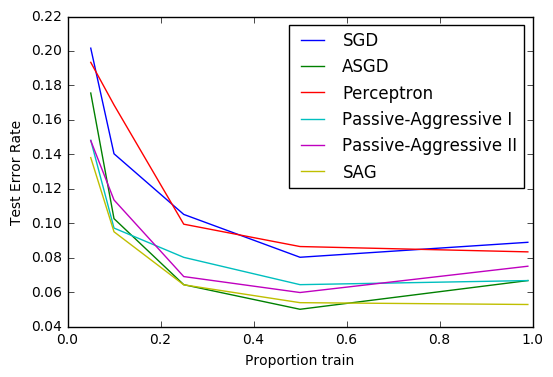 0.22
0.20
0.18
0.16
0.14
0.12
0.10
0.08
0.06
0.04
Test Error Rate
SGD
ASGD
Perceptron
Passive-Aggressive I
Passive-Aggressive II
SAG
0.0 0.2 0.4 0.6 0.8 1.0
Proportion train